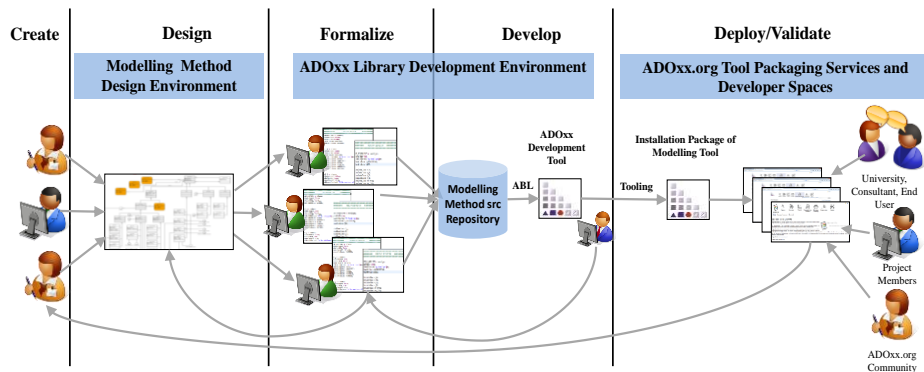 Create
Design
Formalize
Develop
Deploy/Validate
Modelling Method
Design Environment
ADOxx Library Development Environment
ADOxx.org Tool Packaging Services and
Developer Spaces
ADOxx
Development
Tool
Installation Package of
Modelling Tool
Modelling
Method src
Repository
ABL
Tooling
University,
Consultant, End
User
Project
Members
ADOxx.org
Community